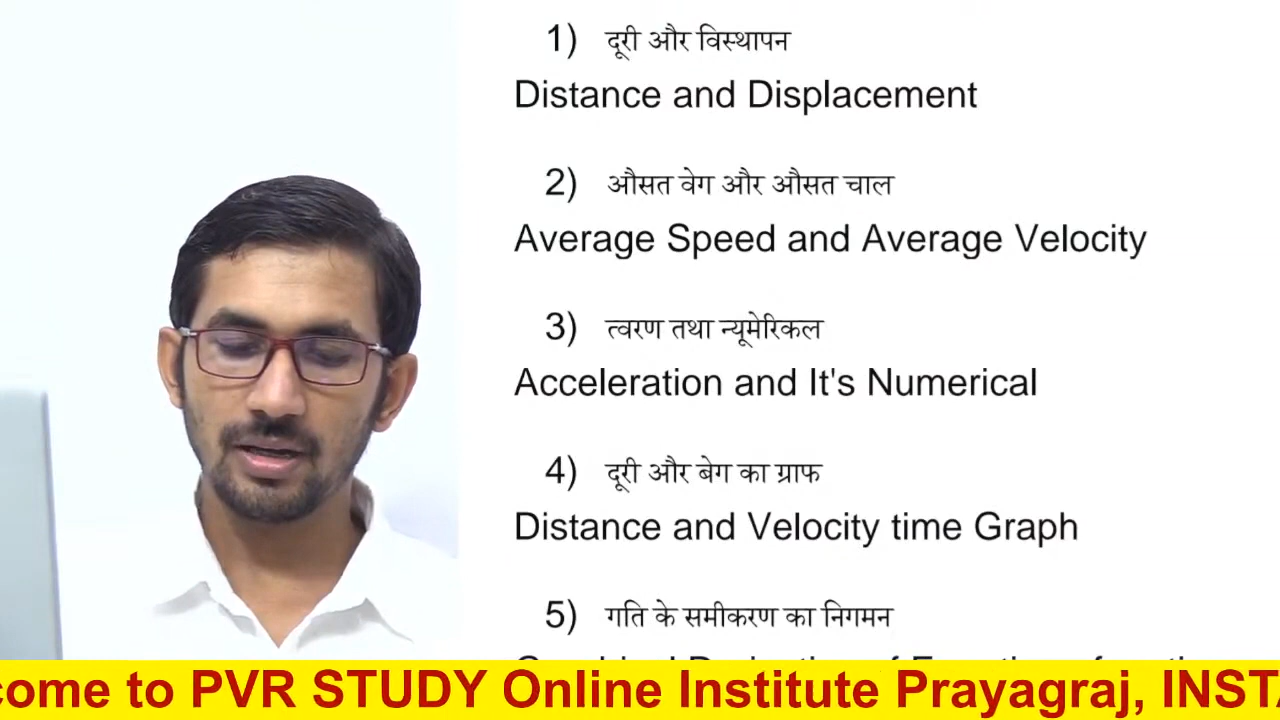 1) दूरी और विस्थापन
Distance and Displacement
2) औसत वेग और औसत चाल
Average Speed and Average Velocity
3) त्वरण तथा न्यूमेरिकल
Acceleration and It's Numerical
4) दूरी और बेग का ग्राफ
Distance and Velocity time Graph
5) गति के समीकरण का निगमन
come to PVR STUDY Online Institute Prayagraj, INST